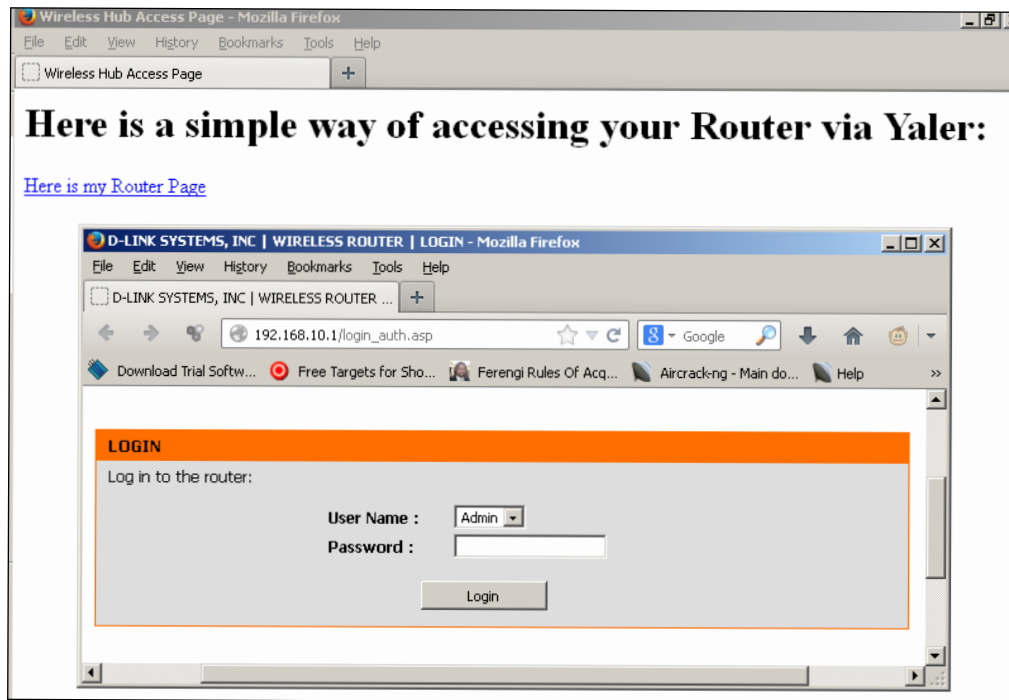 Wireless Hub Access Page - Mozilla Firefox
File Edit View History Bookmarks Tools Help
Wireless Hub Access Page +
Here is a simple way of accessing your Router via Yaler:
Here is my Router Page
D-LINK SYSTEMS, INC | WIRELESS ROUTER | LOGIN - Mozilla Firefox
File Edit View History Bookmarks Tools Help
D-LINK SYSTEMS, INC | WIRELESS ROUTER ... +
192.168.10.1/login_auth.asp 8 Google
Download Trial Softw... Free Targets for Sho... Ferengi Rules Of Acq... Aircrack-ng - Main do... Help »
LOGIN
Log in to the router:
User Name : Admin
Password :
Login